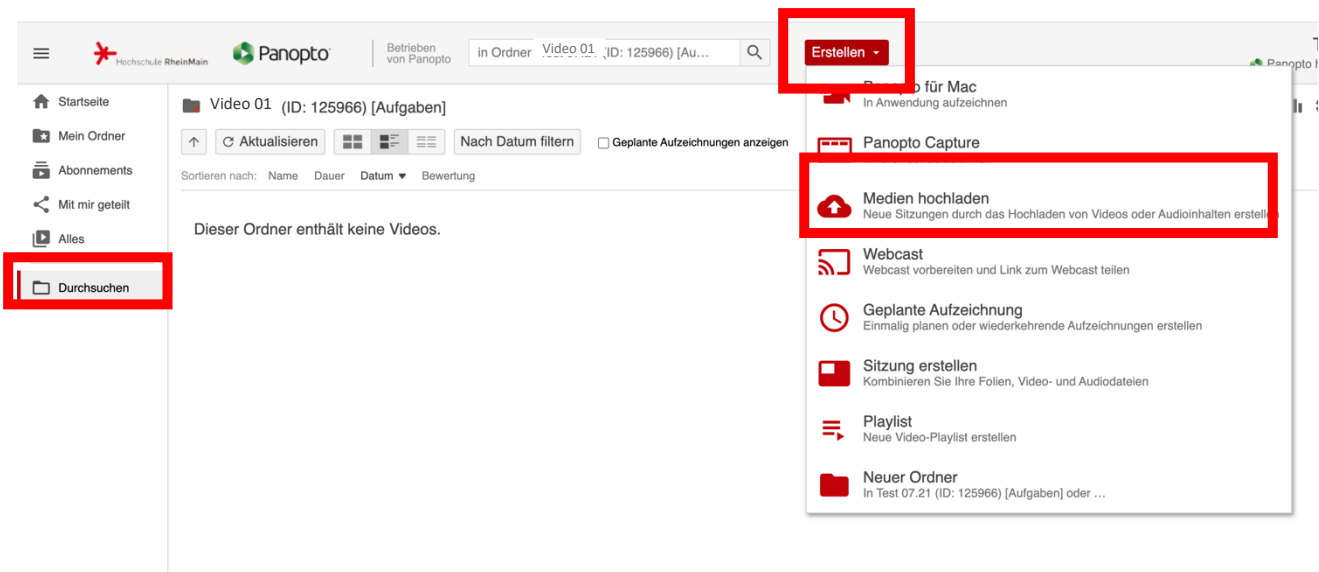 Hochschule RheinMain
Panopto
Betrieben
von Panopto
in Ordner Video 01 (ID: 125966) [Au...
Erstellen
Panopto
Startseite
Mein Ordner
Abonnements
Mit mir geteilt
Alles
Durchsuchen
Video 01 (ID: 125966) [Aufgaben]
Aktualisieren
Nach Datum filtern
Geplante Aufzeichnungen anzeigen
Sortieren nach: Name Dauer Datum Bewertung
Dieser Ordner enthält keine Videos.
Panopto für Mac
In Anwendung aufzeichnen
Panopto Capture
Medien hochladen
Neue Sitzungen durch das Hochladen von Videos oder Audioinhalten erstellen
Webcast
Webcast vorbereiten und Link zum Webcast teilen
Geplante Aufzeichnung
Einmalig planen oder wiederkehrende Aufzeichnungen erstellen
Sitzung erstellen
Kombinieren Sie Ihre Folien, Video- und Audiodateien
Playlist
Neue Video-Playlist erstellen
Neuer Ordner
In Test 07.21 (ID: 125966) [Aufgaben] oder ...